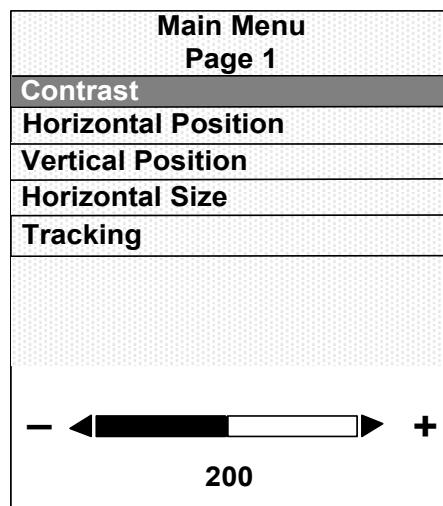 Main Menu
Page 1
Contrast
Horizontal Position
Vertical Position
Horizontal Size
Tracking
− +
200